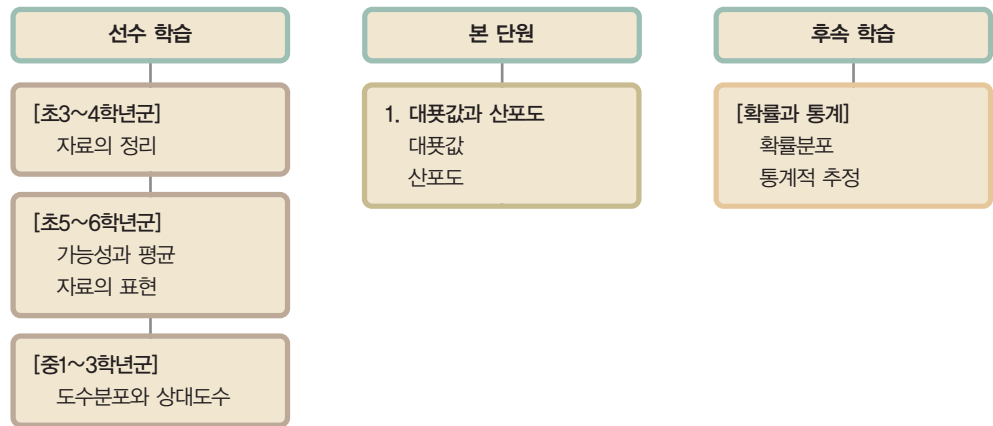 선수 학습
[초3~4학년군]
자료의 정리
[초5~6학년군]
가능성과 평균
자료의 표현
[중1~3학년군]
도수분포와 상대도수
본 단원
1. 대푯값과 산포도
대푯값
산포도
후속 학습
[확률과 통계]
확률분포
통계적 추정